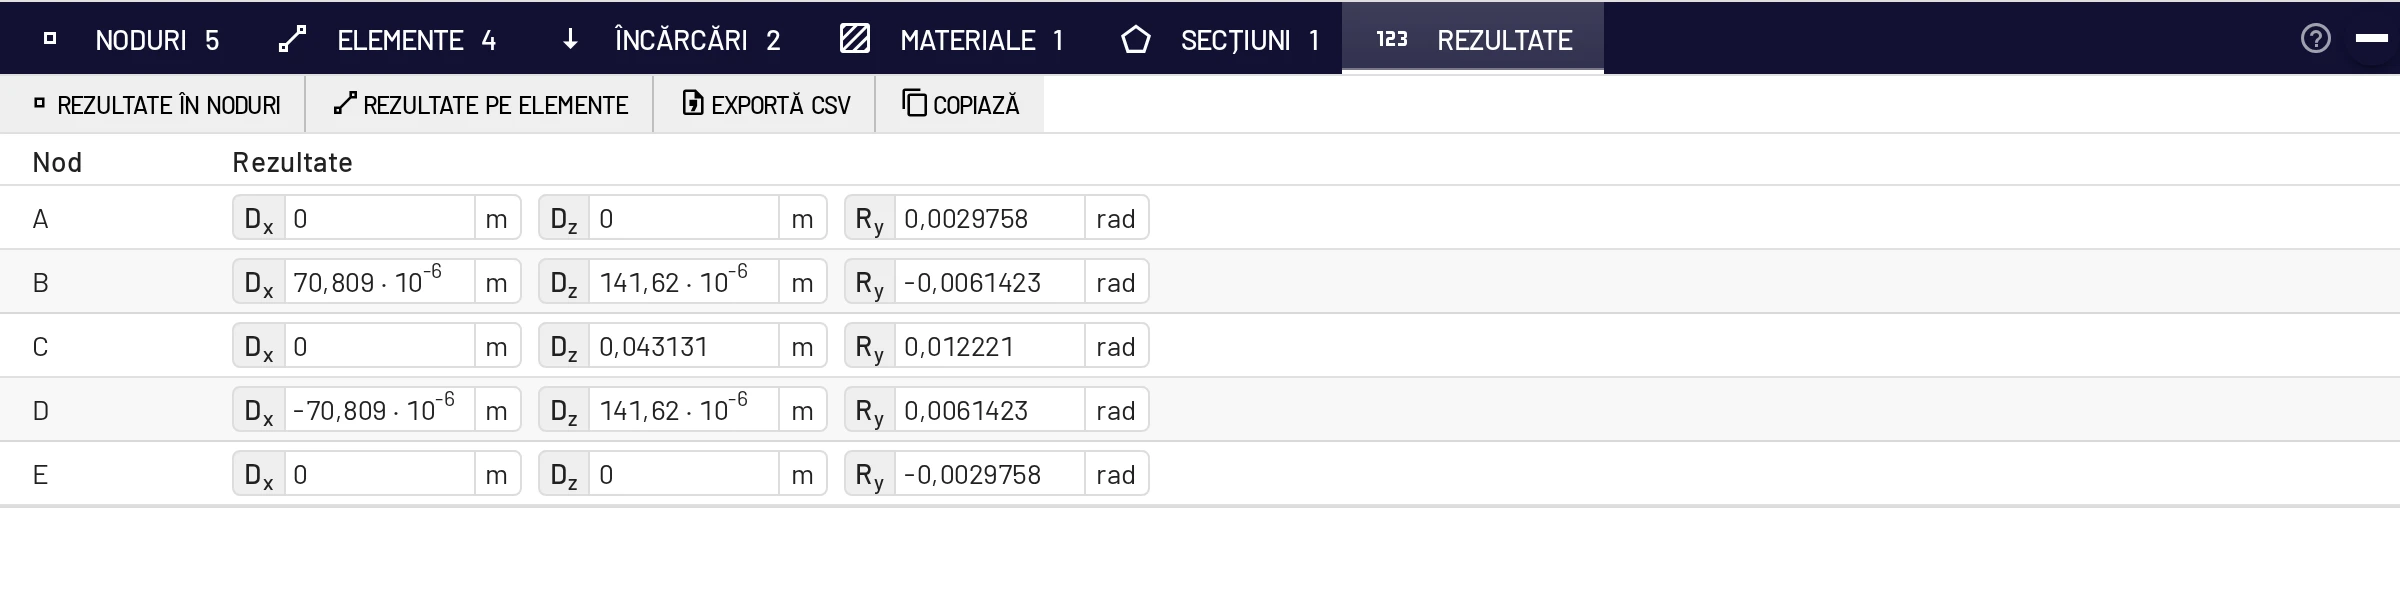 NODURI 5 ELEMENTE 4 ÎNCĂRCĂRI 2 MATERIALE 1 SECȚIUNI 1 123 REZULTATE ?
REZULTATE ÎN NODURI REZULTATE PE ELEMENTE EXPORTĂ CSV COPIAZĂ
Nod Rezultate
A Dx 0 m Dz 0 m Ry 0,0029758 rad
B Dx 70,809 · 10⁻⁶ m Dz 141,62 · 10⁻⁶ m Ry -0,0061423 rad
C Dx 0 m Dz 0,043131 m Ry 0,012221 rad
D Dx -70,809 · 10⁻⁶ m Dz 141,62 · 10⁻⁶ m Ry 0,0061423 rad
E Dx 0 m Dz 0 m Ry -0,0029758 rad